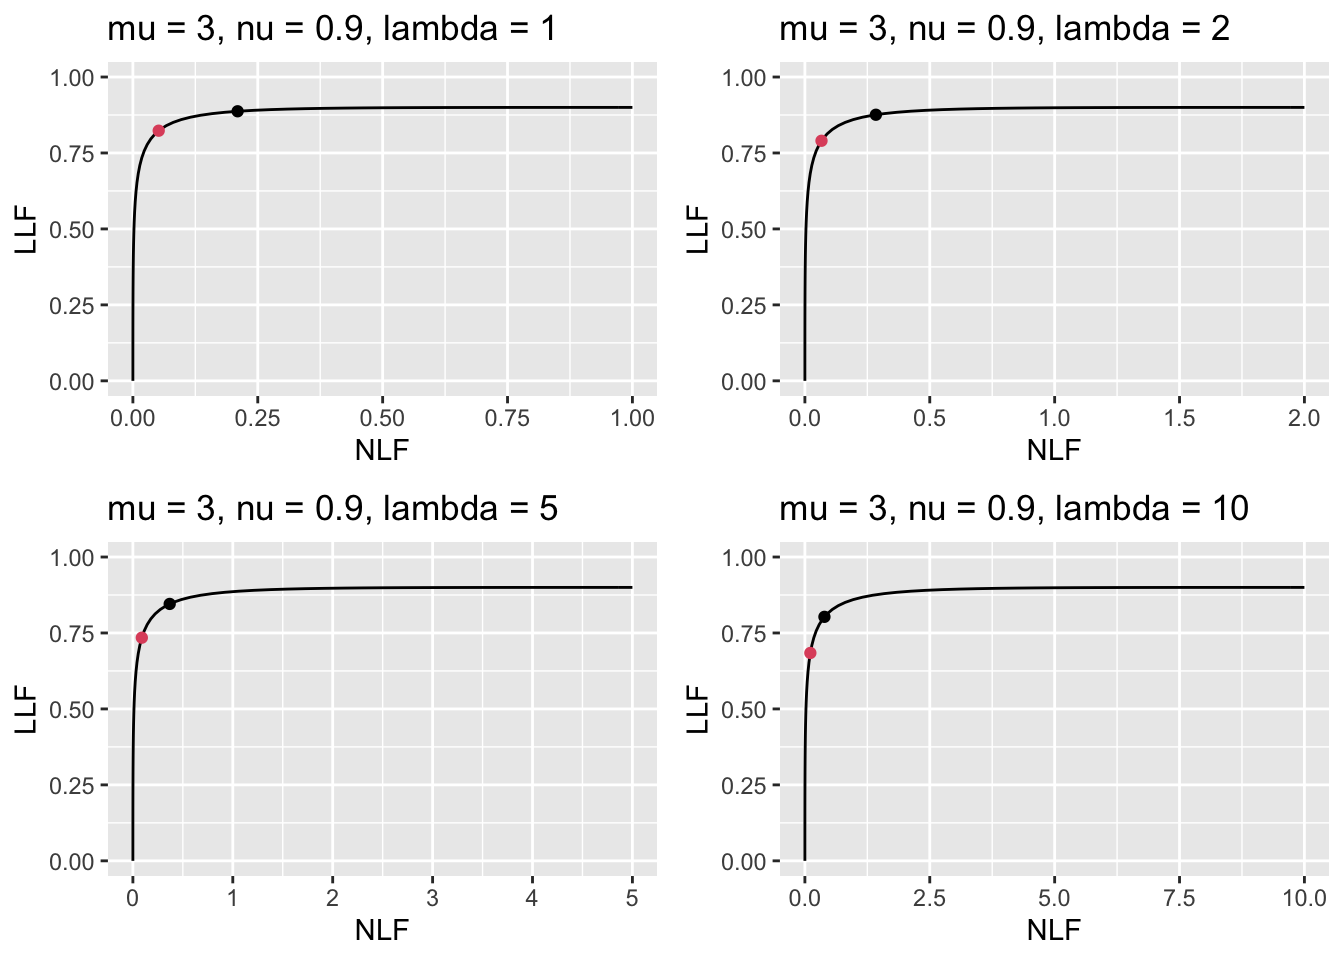 mu = 3, nu = 0.9, lambda = 1
1.00
0.75
0.50
0.25
0.00
LLF
0.00 0.25 0.50 0.75 1.00
NLF
mu = 3, nu = 0.9, lambda = 2
1.00
0.75
0.50
0.25
0.00
LLF
0.0 0.5 1.0 1.5 2.0
NLF
mu = 3, nu = 0.9, lambda = 5
1.00
0.75
0.50
0.25
0.00
LLF
0 1 2 3 4 5
NLF
mu = 3, nu = 0.9, lambda = 10
1.00
0.75
0.50
0.25
0.00
LLF
0.0 2.5 5.0 7.5 10.0
NLF